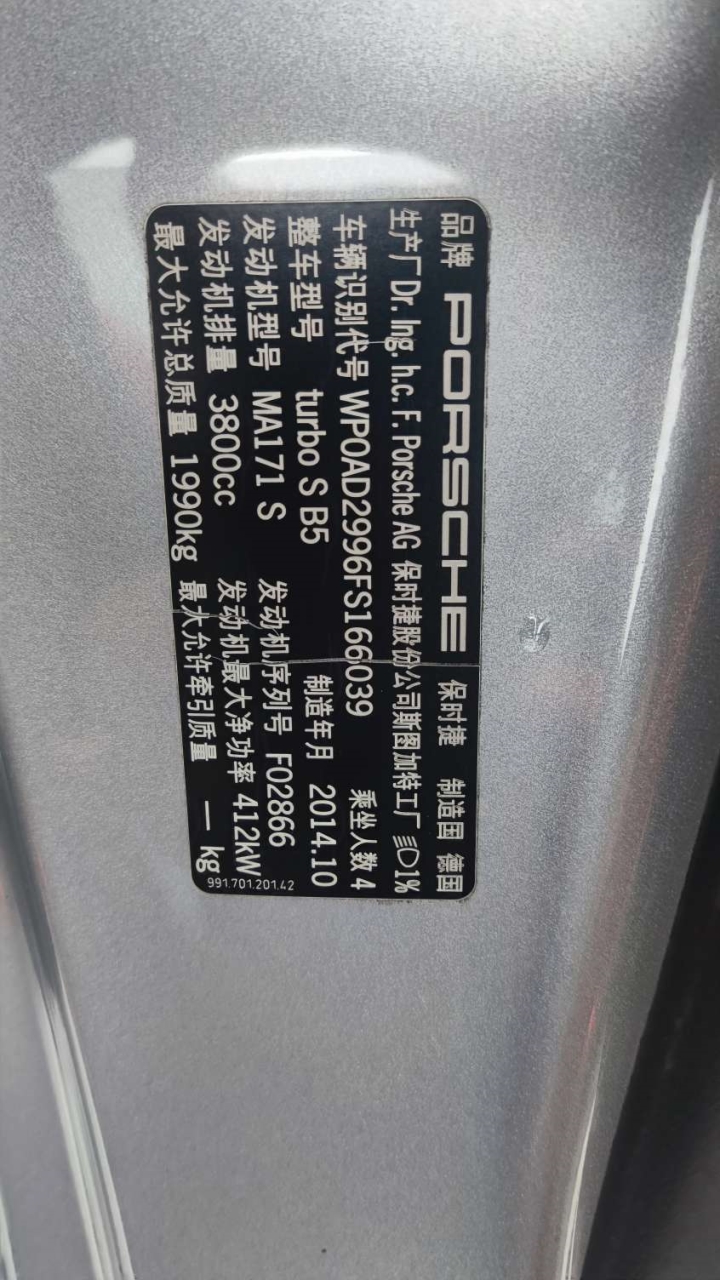 品牌 PORSCHE 保时捷 制造国 德国
生产厂Dr. Ing. h.c. F. Porsche AG 保时捷股份公司斯图加特工厂 1%
车辆识别代号 WP0AD2996FS166039 乘坐人数 4
整车型号 turbo S B5 制造年月 2014.10
发动机型号 MA171 S 发动机序列号 F02866
发动机排量 3800cc 发动机最大净功率 412kW
最大允许总质量 1990kg 最大允许牵引质量 — kg
991.701.201.42